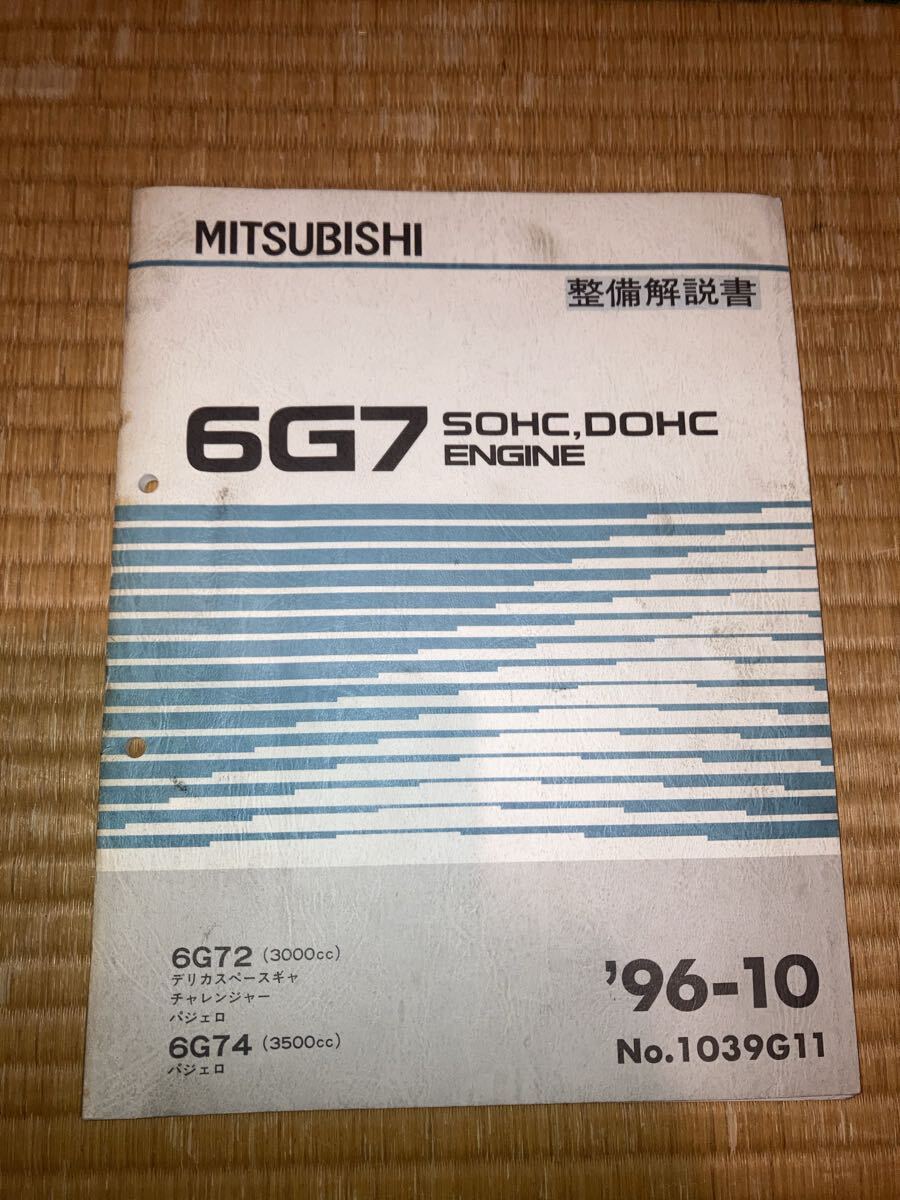 MITSUBISHI
整備解説書
6G7 SOHC,DOHC
ENGINE
6G72 (3000cc)
デリカスペースギャ
チャレンジャー
パジェロ
6G74 (3500cc)
パジェロ
'96-10
No.1039G11